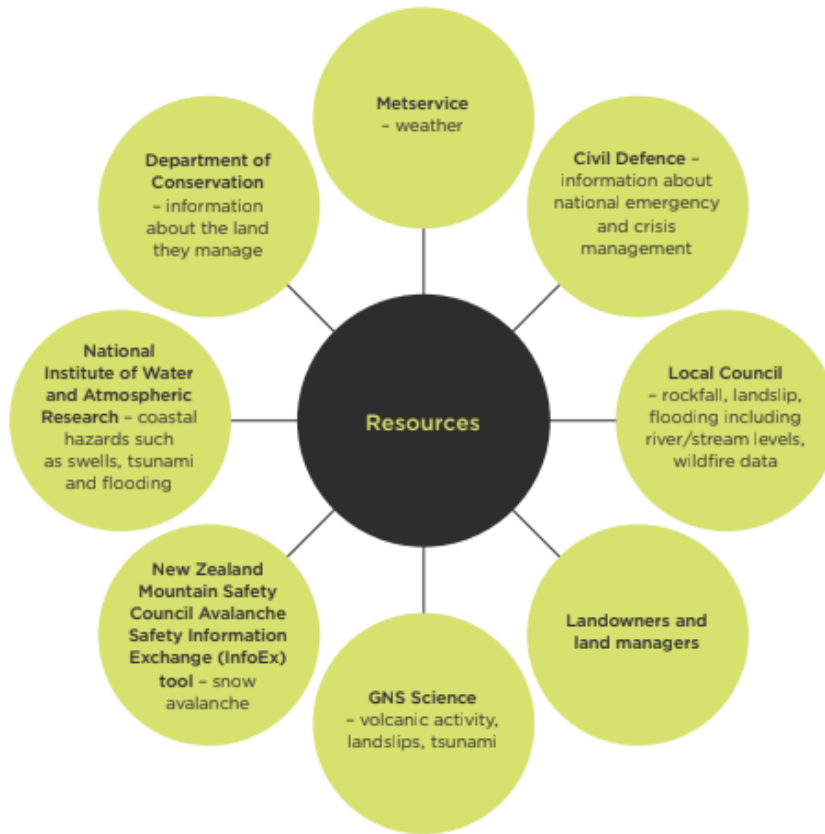 Metservice
– weather
Civil Defence –
information about
national emergency
and crisis
management
Local Council
– rockfall, landslip,
flooding including
river/stream levels,
wildfire data
Landowners and
land managers
GNS Science
– volcanic activity,
landslips, tsunami
New Zealand
Mountain Safety
Council Avalanche
Safety Information
Exchange (InfoEx)
tool – snow
avalanche
National
Institute of Water
and Atmospheric
Research – coastal
hazards such
as swells, tsunami
and flooding
Department of
Conservation
– information
about the land
they manage
Resources